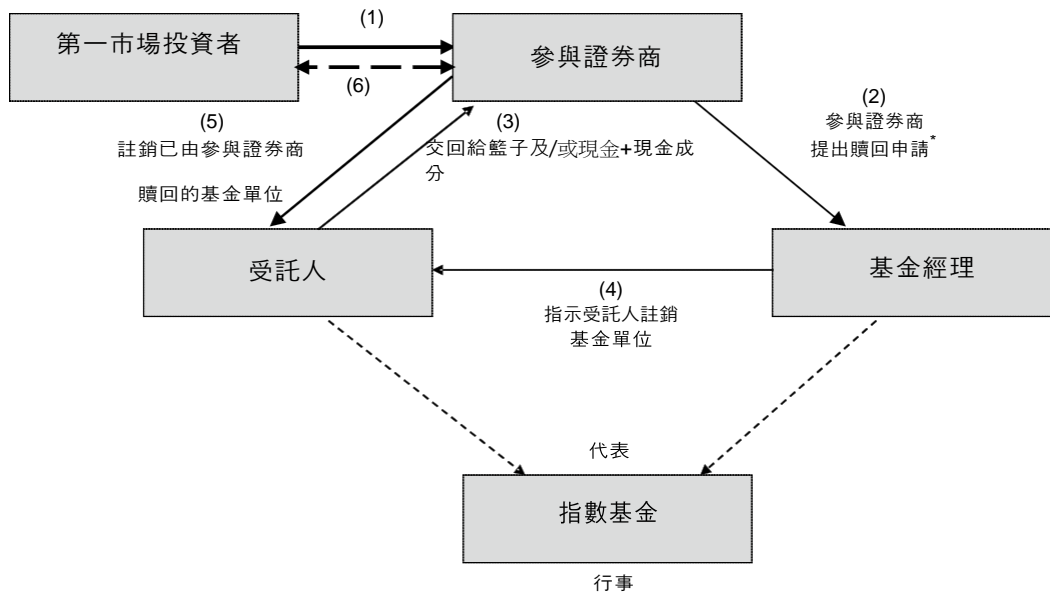 (1)
第一市場投資者
參與證券商
(6)
(5)
註銷已由參與證券商
贖回的基金單位
(3)
交回給籃子及/或現金+現金成
分
(2)
參與證券商
提出贖回申請*
受託人
基金經理
(4)
指示受託人註銷
基金單位
代表
指數基金
行事